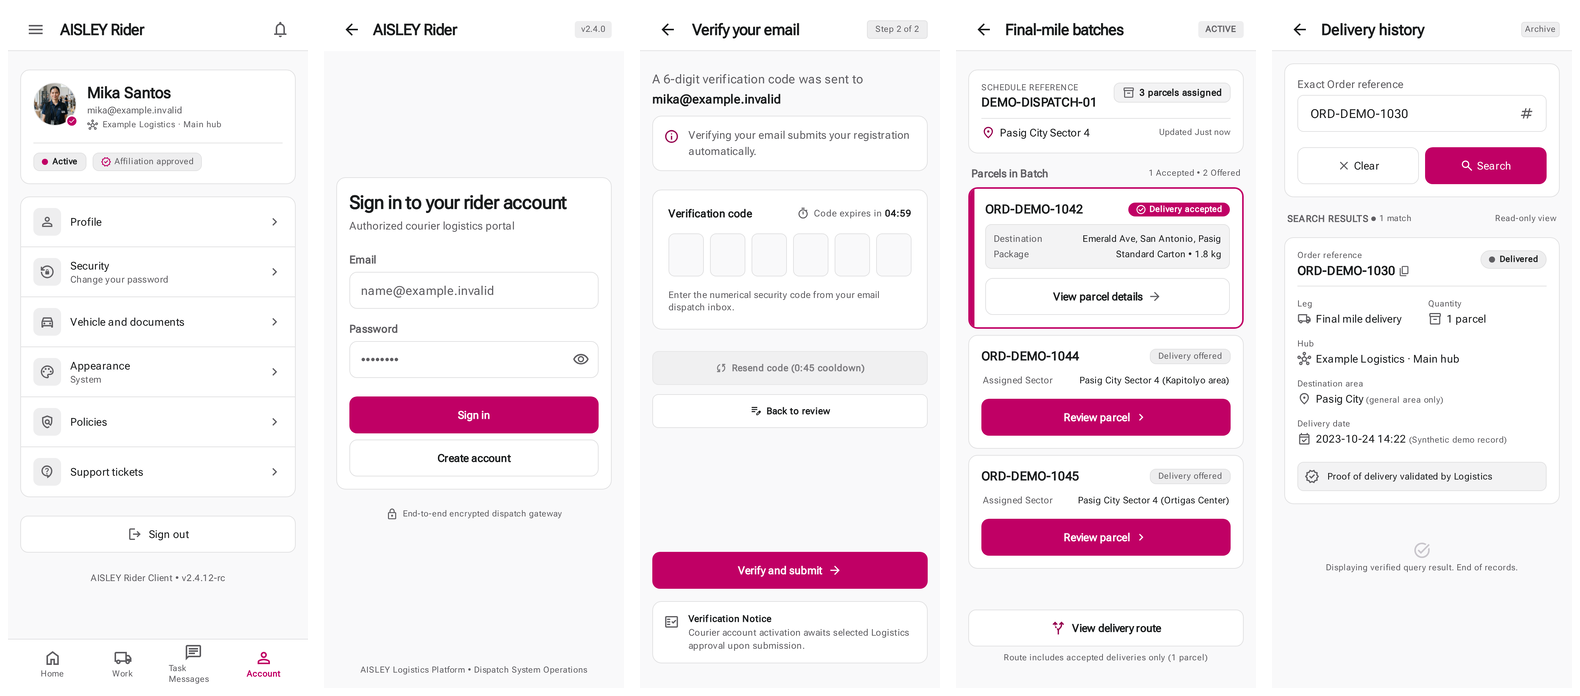 AISLEY Rider
Mika Santos
mika@example.invalid
Example Logistics · Main hub
Active
Affiliation approved
Profile
Security
Change your password
Vehicle and documents
Appearance
System
Policies
Support tickets
Sign out
AISLEY Rider Client • v2.4.12-rc
Home
Work
Task
Messages
Account
AISLEY Rider
v2.4.0
Sign in to your rider account
Authorized courier logistics portal
Email
name@example.invalid
Password
••••••••
Sign in
Create account
End-to-end encrypted dispatch gateway
AISLEY Logistics Platform • Dispatch System Operations
Verify your email
Step 2 of 2
A 6-digit verification code was sent to
mika@example.invalid
Verifying your email submits your registration
automatically.
Verification code
Code expires in 04:59
Enter the numerical security code from your email
dispatch inbox.
Resend code (0:45 cooldown)
Back to review
Verify and submit
Verification Notice
Courier account activation awaits selected Logistics
approval upon submission.
Final-mile batches
ACTIVE
SCHEDULE REFERENCE
DEMO-DISPATCH-01
3 parcels assigned
Pasig City Sector 4
Updated Just now
Parcels in Batch
1 Accepted • 2 Offered
ORD-DEMO-1042
Delivery accepted
Destination
Emerald Ave, San Antonio, Pasig
Package
Standard Carton • 1.8 kg
View parcel details
ORD-DEMO-1044
Delivery offered
Assigned Sector
Pasig City Sector 4 (Kapitolyo area)
Review parcel
ORD-DEMO-1045
Delivery offered
Assigned Sector
Pasig City Sector 4 (Ortigas Center)
Review parcel
View delivery route
Route includes accepted deliveries only (1 parcel)
Delivery history
Archive
Exact Order reference
ORD-DEMO-1030
#
Clear
Search
SEARCH RESULTS • 1 match
Read-only view
Order reference
ORD-DEMO-1030
Delivered
Leg
Final mile delivery
Quantity
1 parcel
Hub
Example Logistics · Main hub
Destination area
Pasig City (general area only)
Delivery date
2023-10-24 14:22 (Synthetic demo record)
Proof of delivery validated by Logistics
Displaying verified query result. End of records.